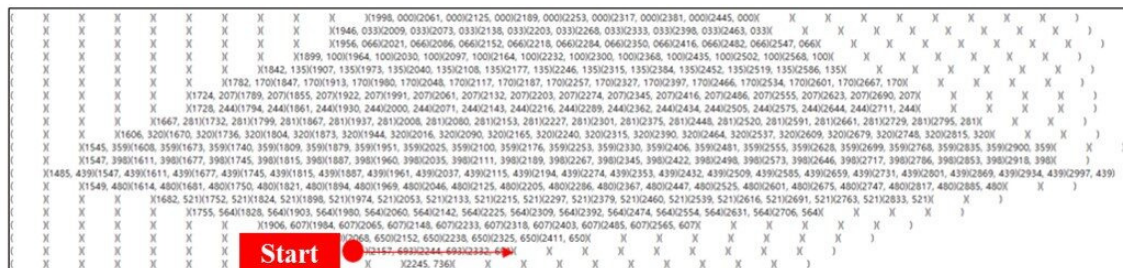 (1998, 000)(2061, 000)(2125, 000)(2189, 000)(2253, 000)(2317, 000)(2381, 000)(2445, 000)
(1946, 033)(2009, 033)(2073, 033)(2138, 033)(2203, 033)(2268, 033)(2333, 033)(2398, 033)(2463, 033)
(1956, 066)(2021, 066)(2086, 066)(2152, 066)(2218, 066)(2284, 066)(2350, 066)(2416, 066)(2482, 066)(2547, 066)
(1899, 100)(1964, 100)(2030, 100)(2097, 100)(2164, 100)(2232, 100)(2300, 100)(2368, 100)(2435, 100)(2502, 100)(2568, 100)
(1842, 135)(1907, 135)(1973, 135)(2040, 135)(2108, 135)(2177, 135)(2246, 135)(2315, 135)(2384, 135)(2452, 135)(2519, 135)(2586, 135)
(1782, 170)(1847, 170)(1913, 170)(1980, 170)(2048, 170)(2117, 170)(2187, 170)(2257, 170)(2327, 170)(2397, 170)(2466, 170)(2534, 170)(2601, 170)(2667, 170)
(1724, 207)(1789, 207)(1855, 207)(1922, 207)(1991, 207)(2061, 207)(2132, 207)(2203, 207)(2274, 207)(2345, 207)(2416, 207)(2486, 207)(2555, 207)(2623, 207)(2690, 207)
(1728, 244)(1794, 244)(1861, 244)(1930, 244)(2000, 244)(2071, 244)(2143, 244)(2216, 244)(2289, 244)(2362, 244)(2434, 244)(2505, 244)(2575, 244)(2644, 244)(2711, 244)
(1667, 281)(1732, 281)(1799, 281)(1867, 281)(1937, 281)(2008, 281)(2080, 281)(2153, 281)(2227, 281)(2301, 281)(2375, 281)(2448, 281)(2520, 281)(2591, 281)(2661, 281)(2729, 281)(2795, 281)
(1606, 320)(1670, 320)(1736, 320)(1804, 320)(1873, 320)(1944, 320)(2016, 320)(2090, 320)(2165, 320)(2240, 320)(2315, 320)(2390, 320)(2464, 320)(2537, 320)(2609, 320)(2679, 320)(2748, 320)(2815, 320)
(1545, 359)(1608, 359)(1673, 359)(1740, 359)(1809, 359)(1879, 359)(1951, 359)(2025, 359)(2100, 359)(2176, 359)(2253, 359)(2330, 359)(2406, 359)(2481, 359)(2555, 359)(2628, 359)(2699, 359)(2768, 359)(2835, 359)(2900, 359)
(1547, 398)(1611, 398)(1677, 398)(1745, 398)(1815, 398)(1887, 398)(1960, 398)(2035, 398)(2111, 398)(2189, 398)(2267, 398)(2345, 398)(2422, 398)(2498, 398)(2573, 398)(2646, 398)(2717, 398)(2786, 398)(2853, 398)(2918, 398)
(1485, 439)(1547, 439)(1611, 439)(1677, 439)(1745, 439)(1815, 439)(1887, 439)(1961, 439)(2037, 439)(2115, 439)(2194, 439)(2274, 439)(2353, 439)(2432, 439)(2509, 439)(2585, 439)(2659, 439)(2731, 439)(2801, 439)(2869, 439)(2934, 439)(2997, 439)
(1549, 480)(1614, 480)(1681, 480)(1750, 480)(1821, 480)(1894, 480)(1969, 480)(2046, 480)(2125, 480)(2205, 480)(2286, 480)(2367, 480)(2447, 480)(2525, 480)(2601, 480)(2675, 480)(2747, 480)(2817, 480)(2885, 480)
(1682, 521)(1752, 521)(1824, 521)(1898, 521)(1974, 521)(2053, 521)(2133, 521)(2215, 521)(2297, 521)(2379, 521)(2460, 521)(2539, 521)(2616, 521)(2691, 521)(2763, 521)(2833, 521)
(1755, 564)(1828, 564)(1903, 564)(1980, 564)(2060, 564)(2142, 564)(2225, 564)(2309, 564)(2392, 564)(2474, 564)(2554, 564)(2631, 564)(2706, 564)
(1906, 607)(1984, 607)(2065, 607)(2148, 607)(2233, 607)(2318, 607)(2403, 607)(2485, 607)(2565, 607)
(2068, 650)(2152, 650)(2238, 650)(2325, 650)(2411, 650)
Start (2157, 693)(2244, 693)(2332, 693)
(2245, 736)